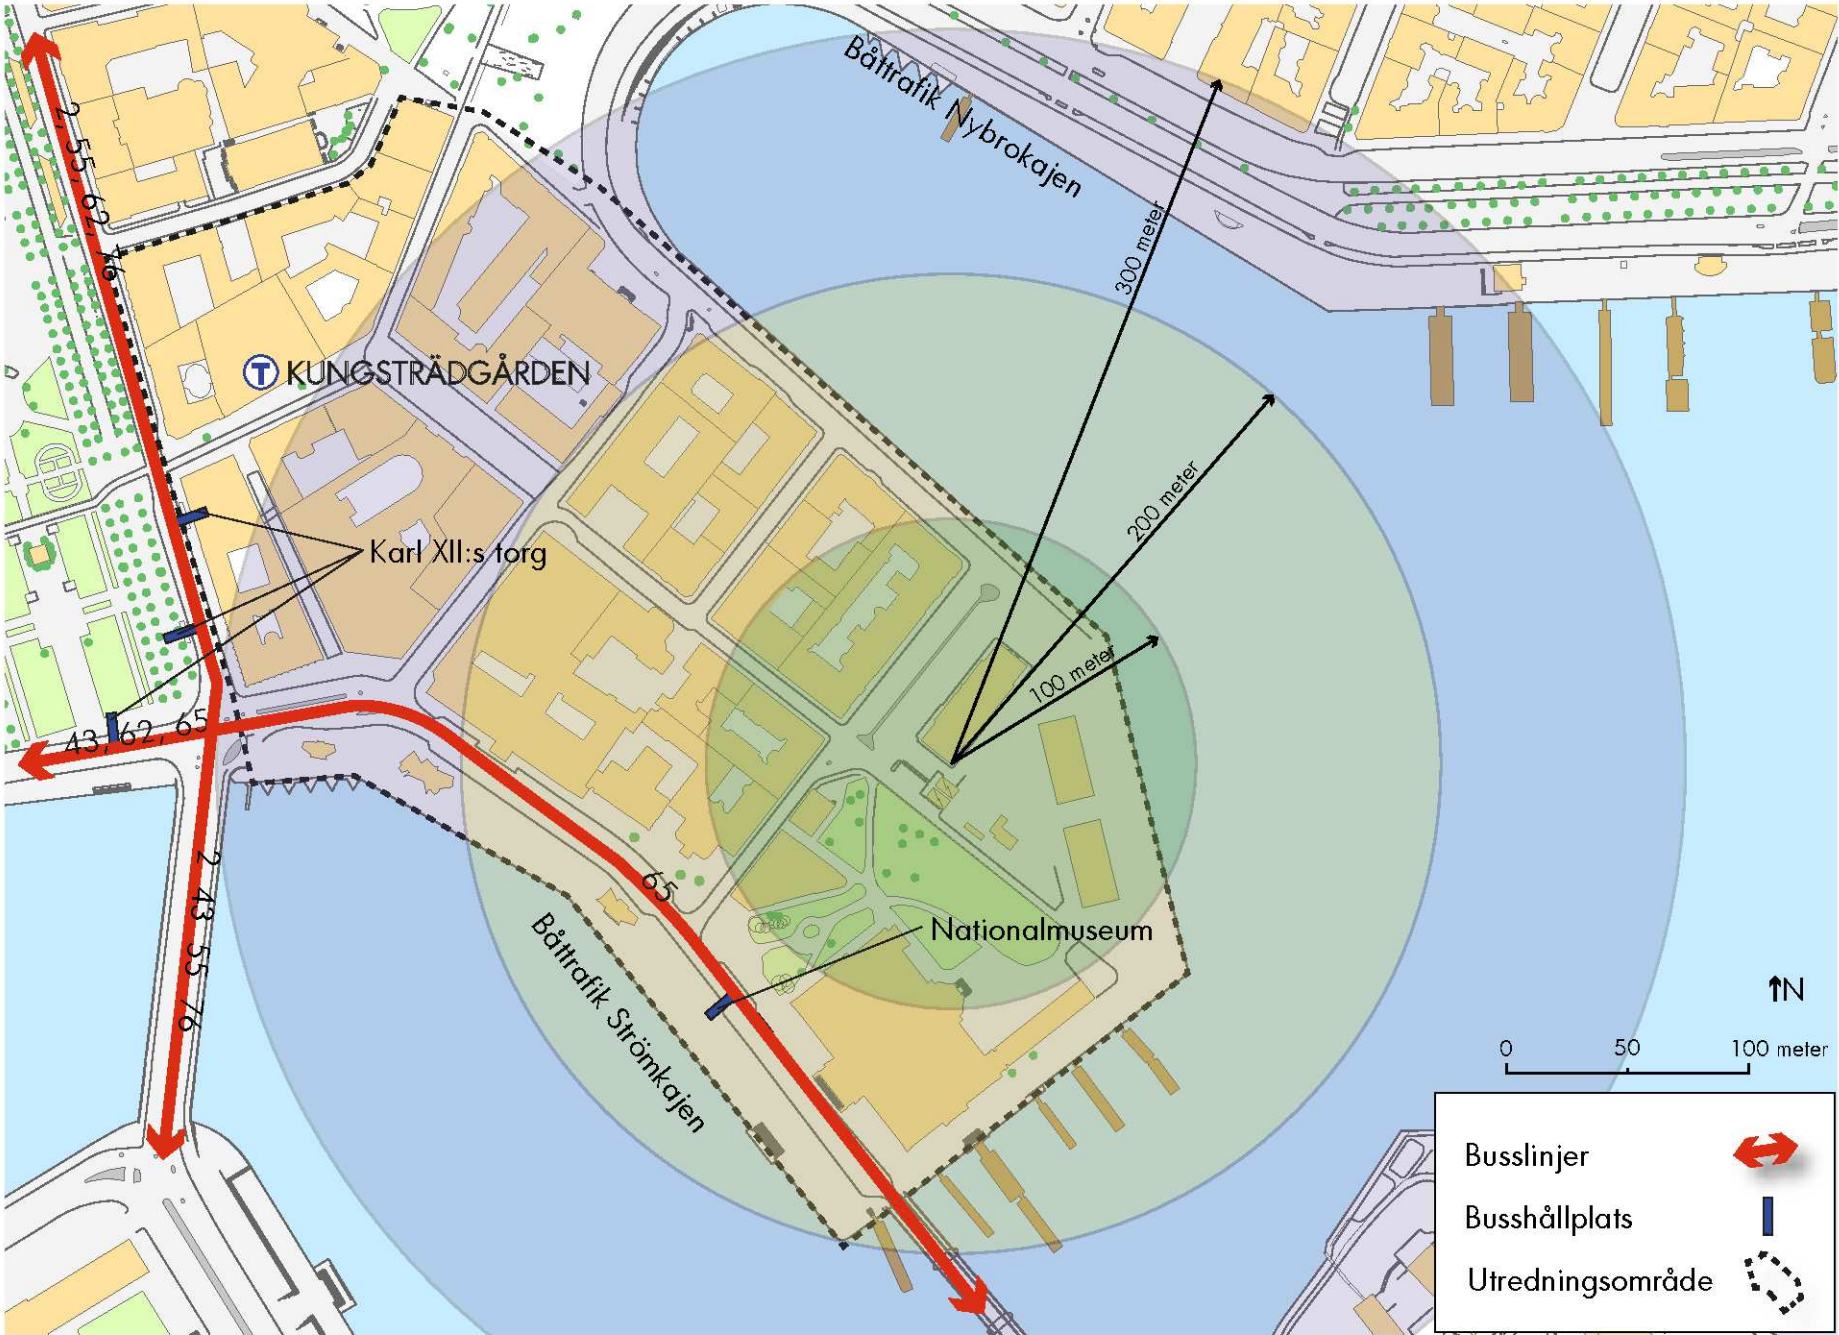 Båttrafik Nybrokajen
2, 55, 62, 76
300 meter
T KUNGSTRÄDGÅRDEN
200 meter
Karl XII:s torg
100 meter
43, 62, 65
2 43 55 76
65
Nationalmuseum
Båttrafik Strömkajen
N
0 50 100 meter
Busslinjer
Busshållplats
Utredningsområde